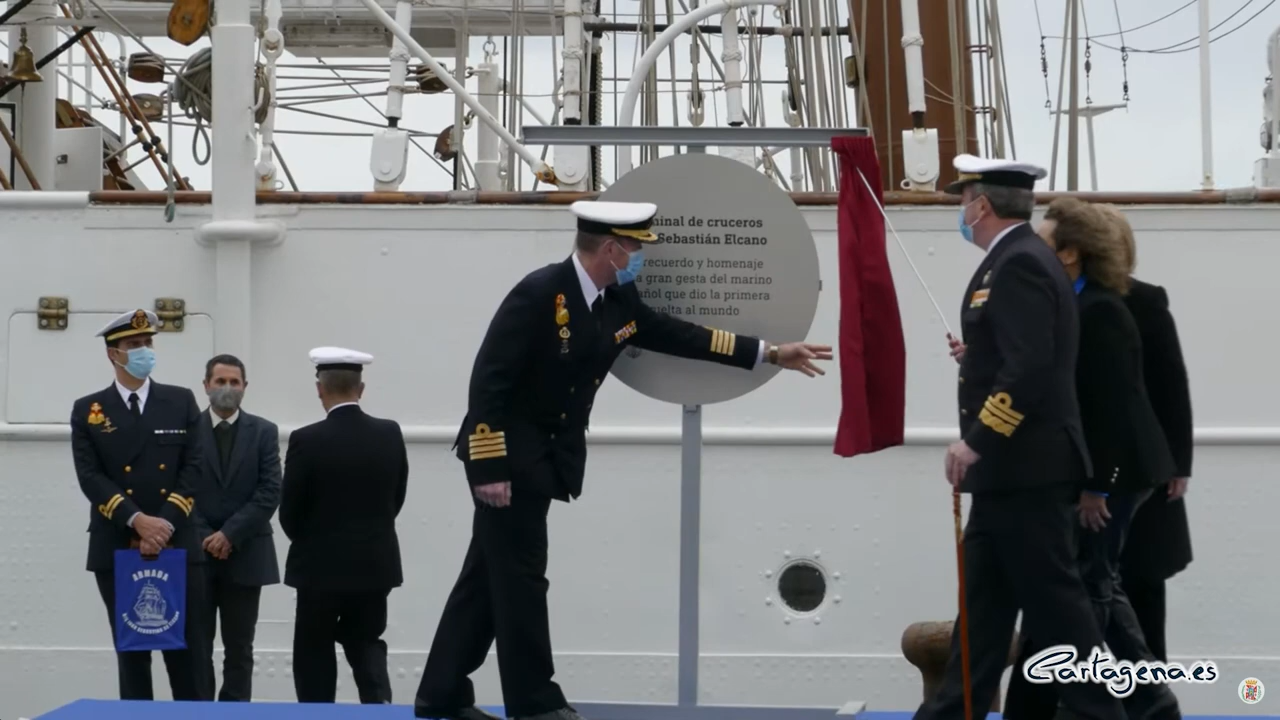 inal de cruceros
Sebastián Elcano
recuerdo y homenaje
a gran gesta del marino
ñol que dio la primera
uelta al mundo
ARMADA
Cartagena.es